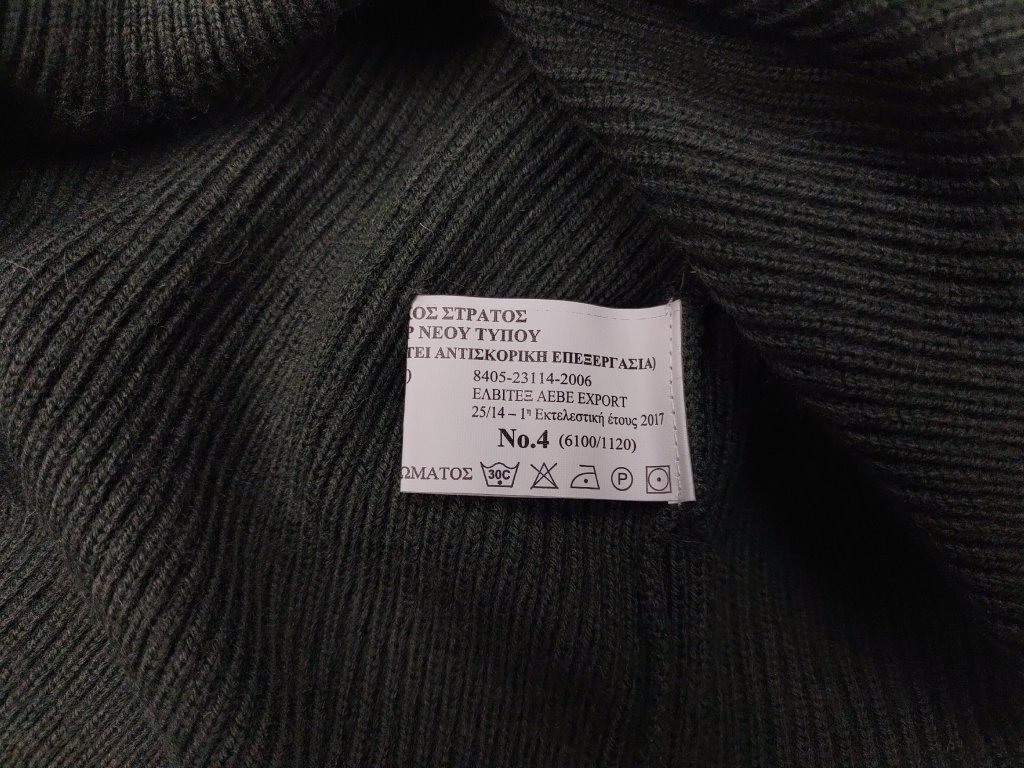 ΚΟΣ ΣΤΡΑΤΟΣ
Ρ ΝΕΟΥ ΤΥΠΟΥ
ΤΕΙ ΑΝΤΙΣΚΟΡΙΚΗ ΕΠΕΞΕΡΓΑΣΙΑ)
) 8405-23114-2006
ΕΛΒΙΤΕΞ ΑΕΒΕ EXPORT
25/14 – 1η Εκτελεστική έτους 2017
No.4 (6100/1120)
ΩΜΑΤΟΣ 30C P